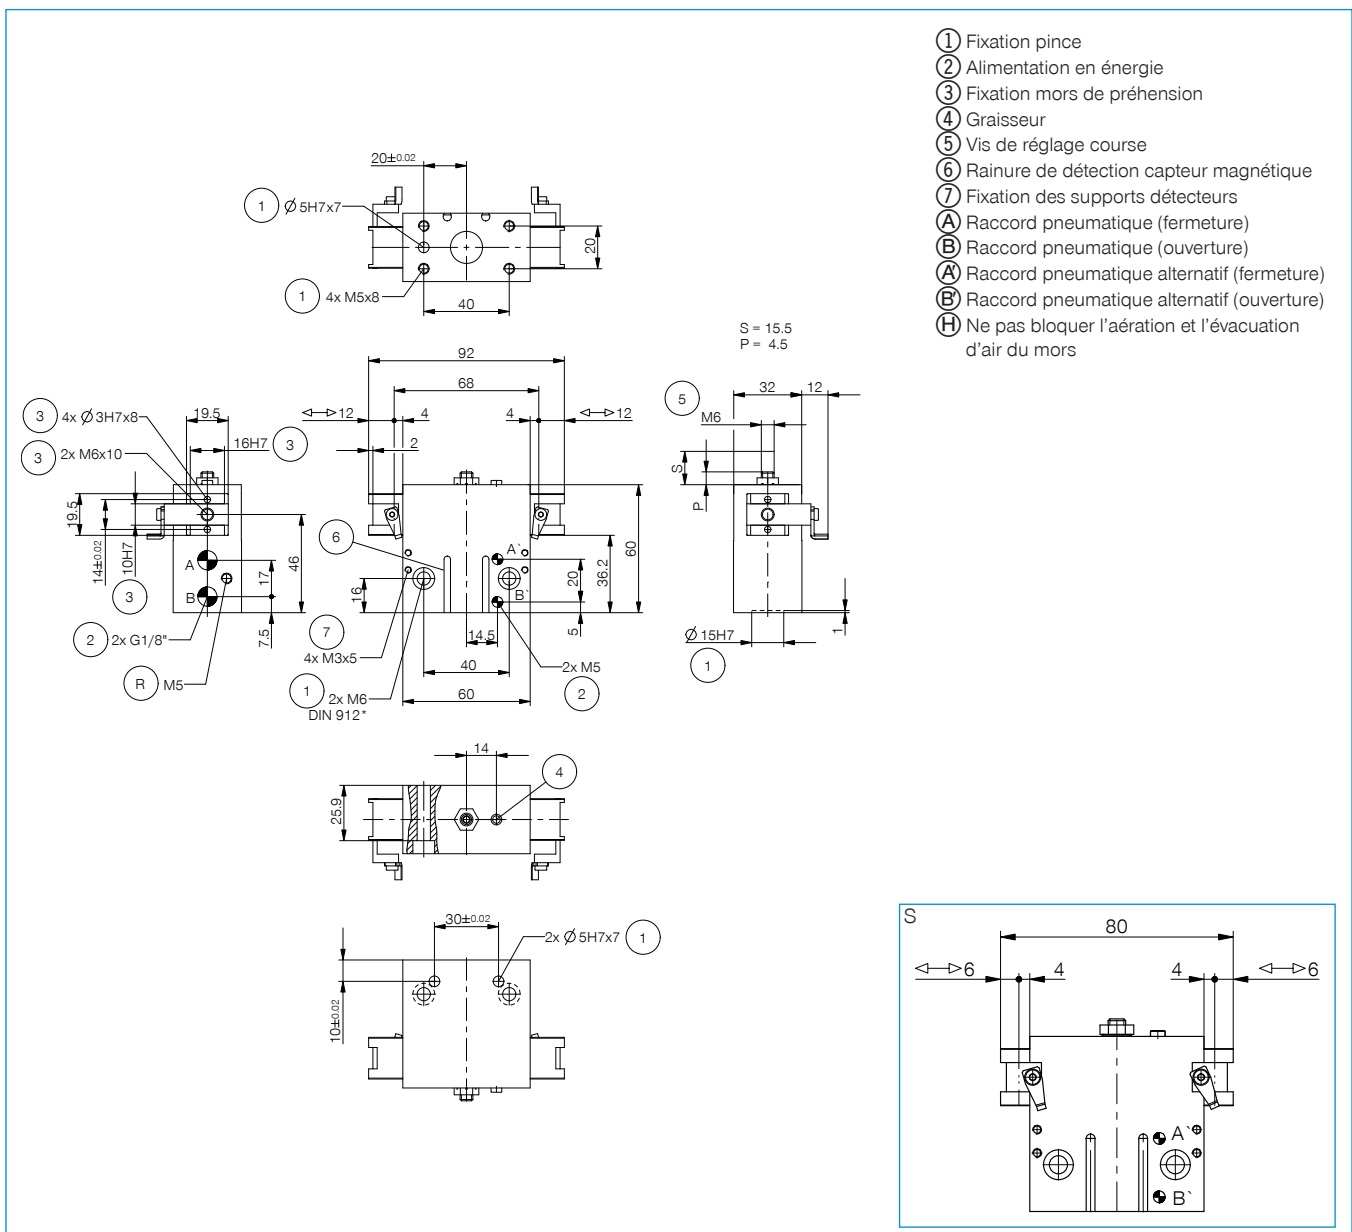 1 Fixation pince
2 Alimentation en énergie
3 Fixation mors de préhension
4 Graisseur
5 Vis de réglage course
6 Rainure de détection capteur magnétique
7 Fixation des supports détecteurs
A Raccord pneumatique (fermeture)
B Raccord pneumatique (ouverture)
A' Raccord pneumatique alternatif (fermeture)
B' Raccord pneumatique alternatif (ouverture)
H Ne pas bloquer l'aération et l'évacuation
d'air du mors
20±0.02
1 Ø 5H7x7
20
1 4x M5x8
40
S = 15.5
P = 4.5
92
68
12
4
4
12
2
3 4x Ø 3H7x8
19.5
3 2x M6x10
16H7 3
19.5
14±0.02
10H7
3
A
B
17
46
7.5
2 2x G1/8"
R M5
6
A`
B`
16
20
36.2
60
5
7
4x M3x5
14.5
40
60
1 2x M6
DIN 912*
2x M5
2
5
M6
32
12
S
P
Ø 15H7
1
1
14
4
25.9
30±0.02
2x Ø 5H7x7 1
10±0.02
S
80
6
4
4
6
A`
B`